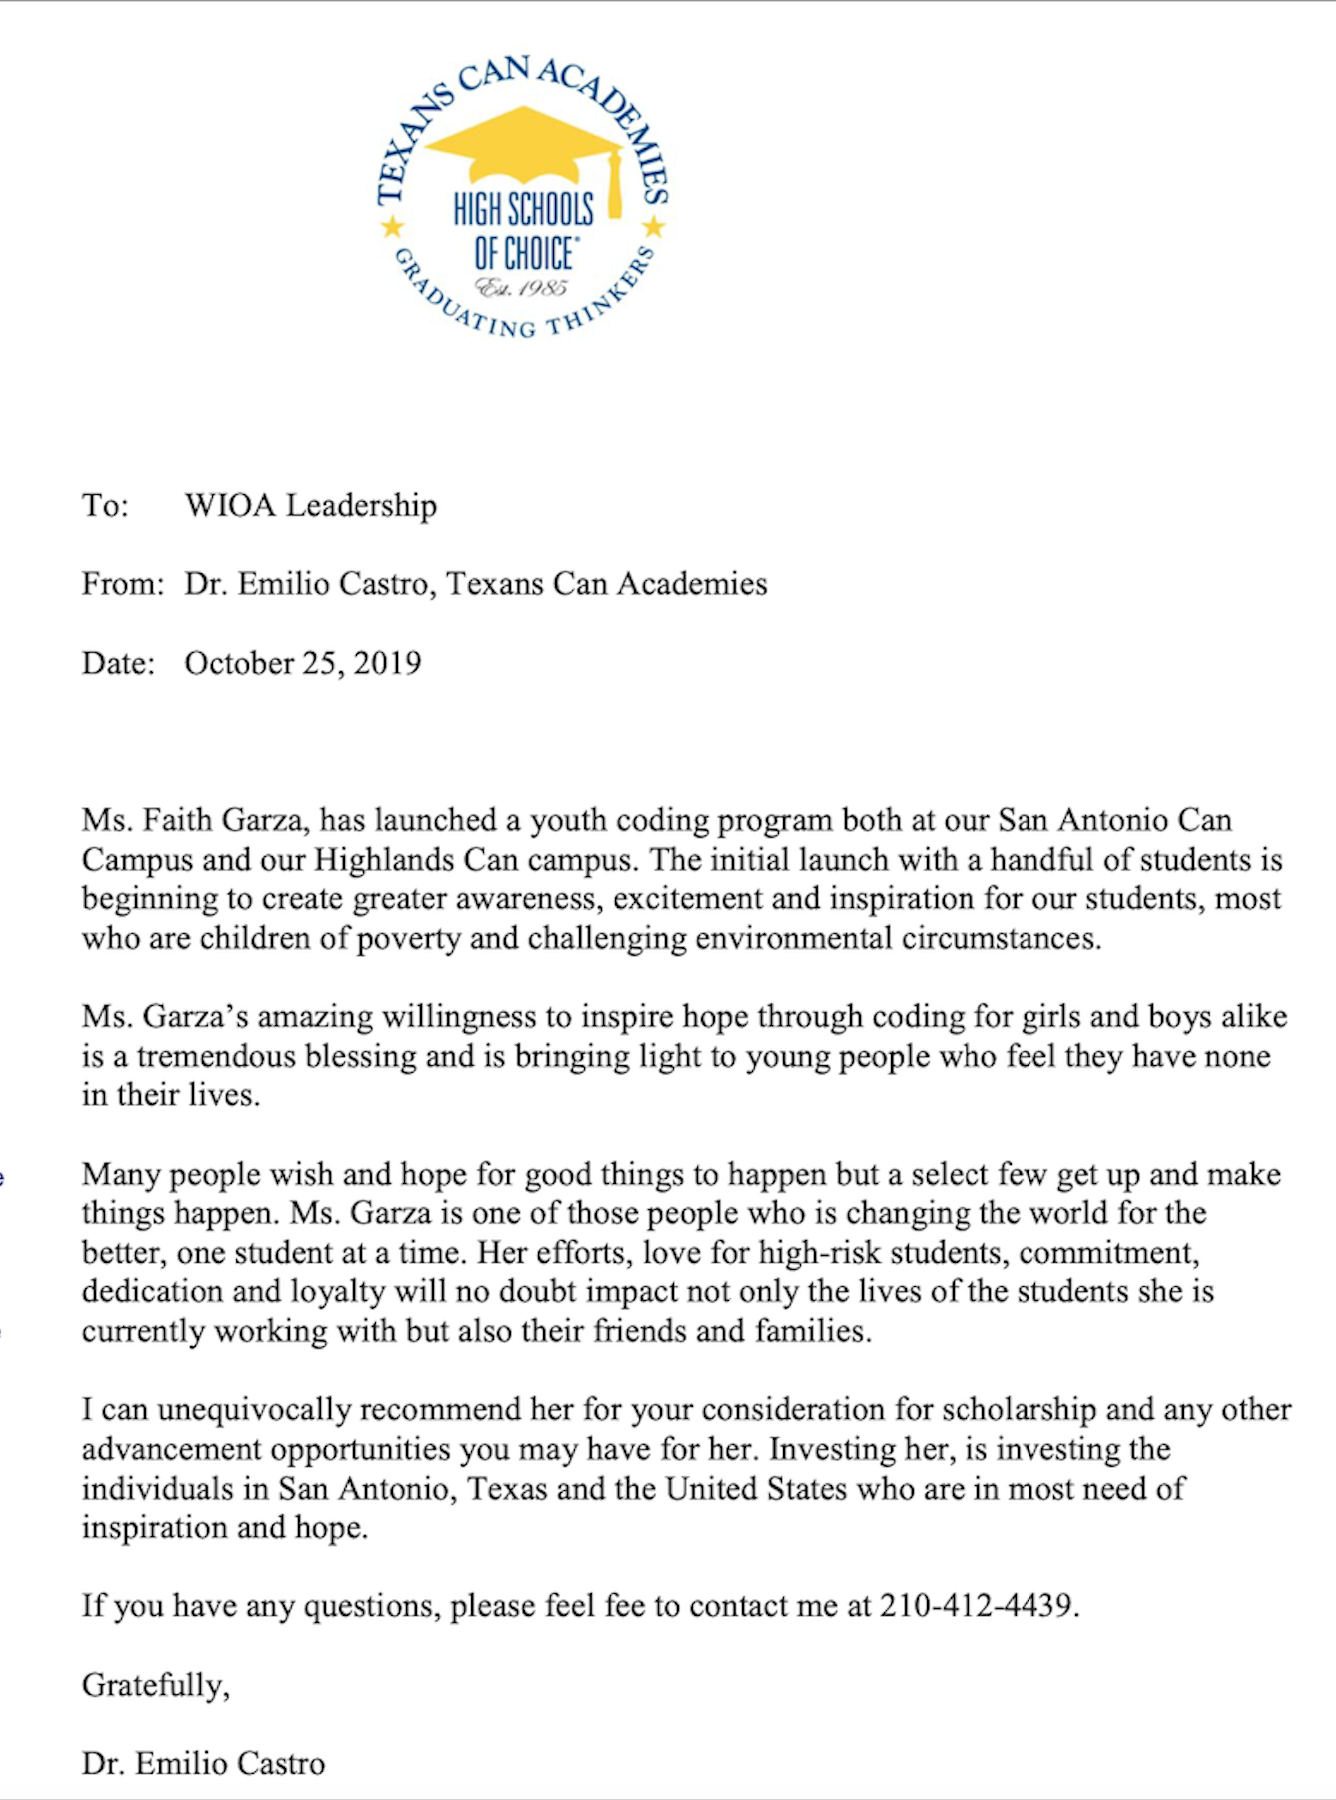 TEXANS CAN ACADEMIES
HIGH SCHOOLS
OF CHOICE®
Est. 1985
GRADUATING THINKERS
To: WIOA Leadership
From: Dr. Emilio Castro, Texans Can Academies
Date: October 25, 2019
Ms. Faith Garza, has launched a youth coding program both at our San Antonio Can
Campus and our Highlands Can campus. The initial launch with a handful of students is
beginning to create greater awareness, excitement and inspiration for our students, most
who are children of poverty and challenging environmental circumstances.
Ms. Garza’s amazing willingness to inspire hope through coding for girls and boys alike
is a tremendous blessing and is bringing light to young people who feel they have none
in their lives.
Many people wish and hope for good things to happen but a select few get up and make
things happen. Ms. Garza is one of those people who is changing the world for the
better, one student at a time. Her efforts, love for high-risk students, commitment,
dedication and loyalty will no doubt impact not only the lives of the students she is
currently working with but also their friends and families.
I can unequivocally recommend her for your consideration for scholarship and any other
advancement opportunities you may have for her. Investing her, is investing the
individuals in San Antonio, Texas and the United States who are in most need of
inspiration and hope.
If you have any questions, please feel fee to contact me at 210-412-4439.
Gratefully,
Dr. Emilio Castro